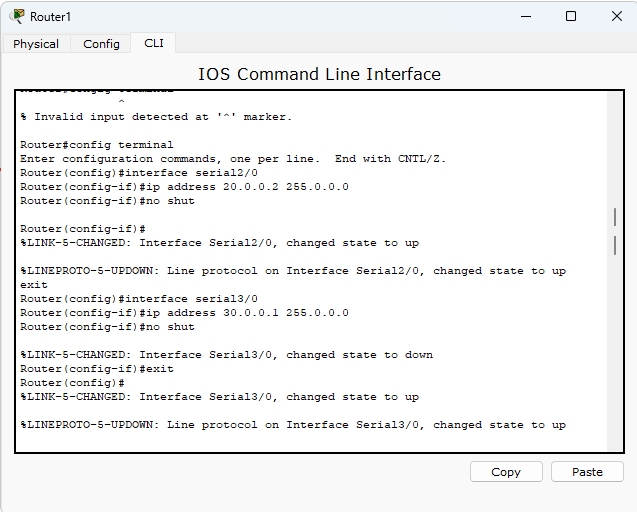 Router1
Physical Config CLI
IOS Command Line Interface
^
% Invalid input detected at '^' marker.
Router#config terminal
Enter configuration commands, one per line.  End with CNTL/Z.
Router(config)#interface serial2/0
Router(config-if)#ip address 20.0.0.2 255.0.0.0
Router(config-if)#no shut
Router(config-if)#
%LINK-5-CHANGED: Interface Serial2/0, changed state to up
%LINEPROTO-5-UPDOWN: Line protocol on Interface Serial2/0, changed state to up
exit
Router(config)#interface serial3/0
Router(config-if)#ip address 30.0.0.1 255.0.0.0
Router(config-if)#no shut
%LINK-5-CHANGED: Interface Serial3/0, changed state to down
Router(config-if)#exit
Router(config)#
%LINK-5-CHANGED: Interface Serial3/0, changed state to up
%LINEPROTO-5-UPDOWN: Line protocol on Interface Serial3/0, changed state to up
Copy Paste